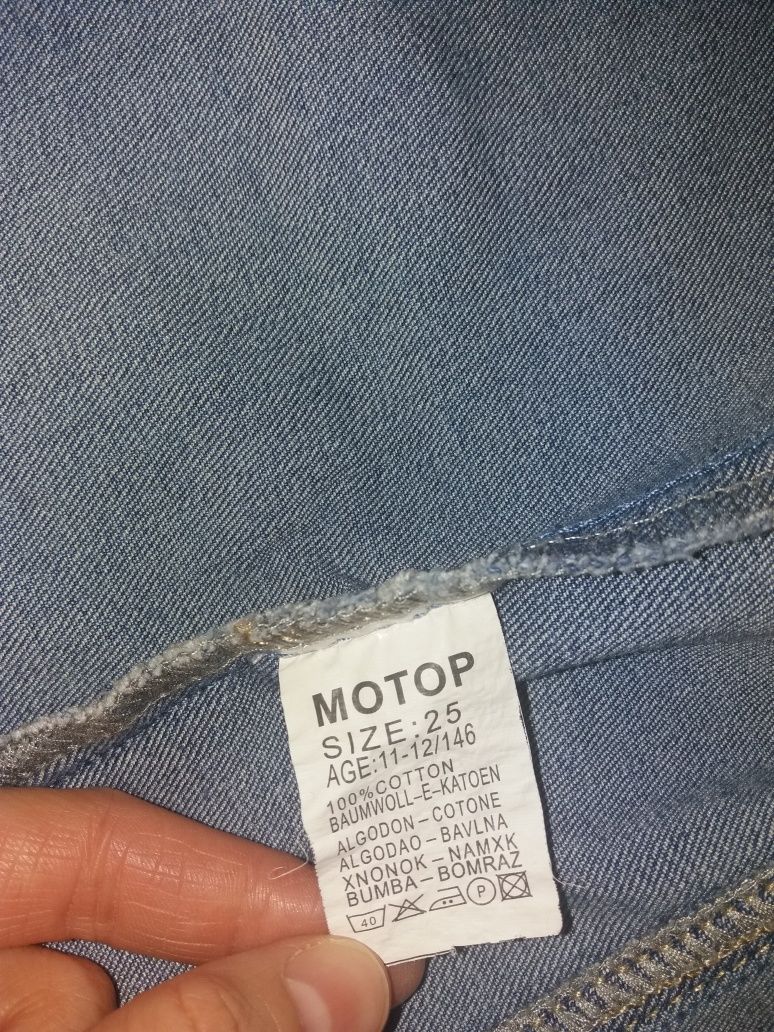 MOTOP
SIZE:25
AGE:11-12/146
100%COTTON
BAUMWOLL-E-KATOEN
ALGODON-COTONE
ALGODAO-BAVLNA
XNONOK-NAMXK
BUMBA-BOMRAZ
40 P